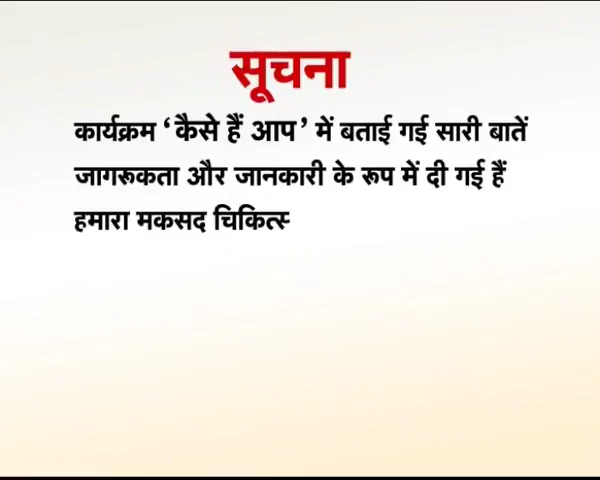 सूचना
कार्यक्रम ‘कैसे हैं आप’ में बताई गई सारी बातें
जागरूकता और जानकारी के रूप में दी गई हैं
हमारा मकसद चिकित्स